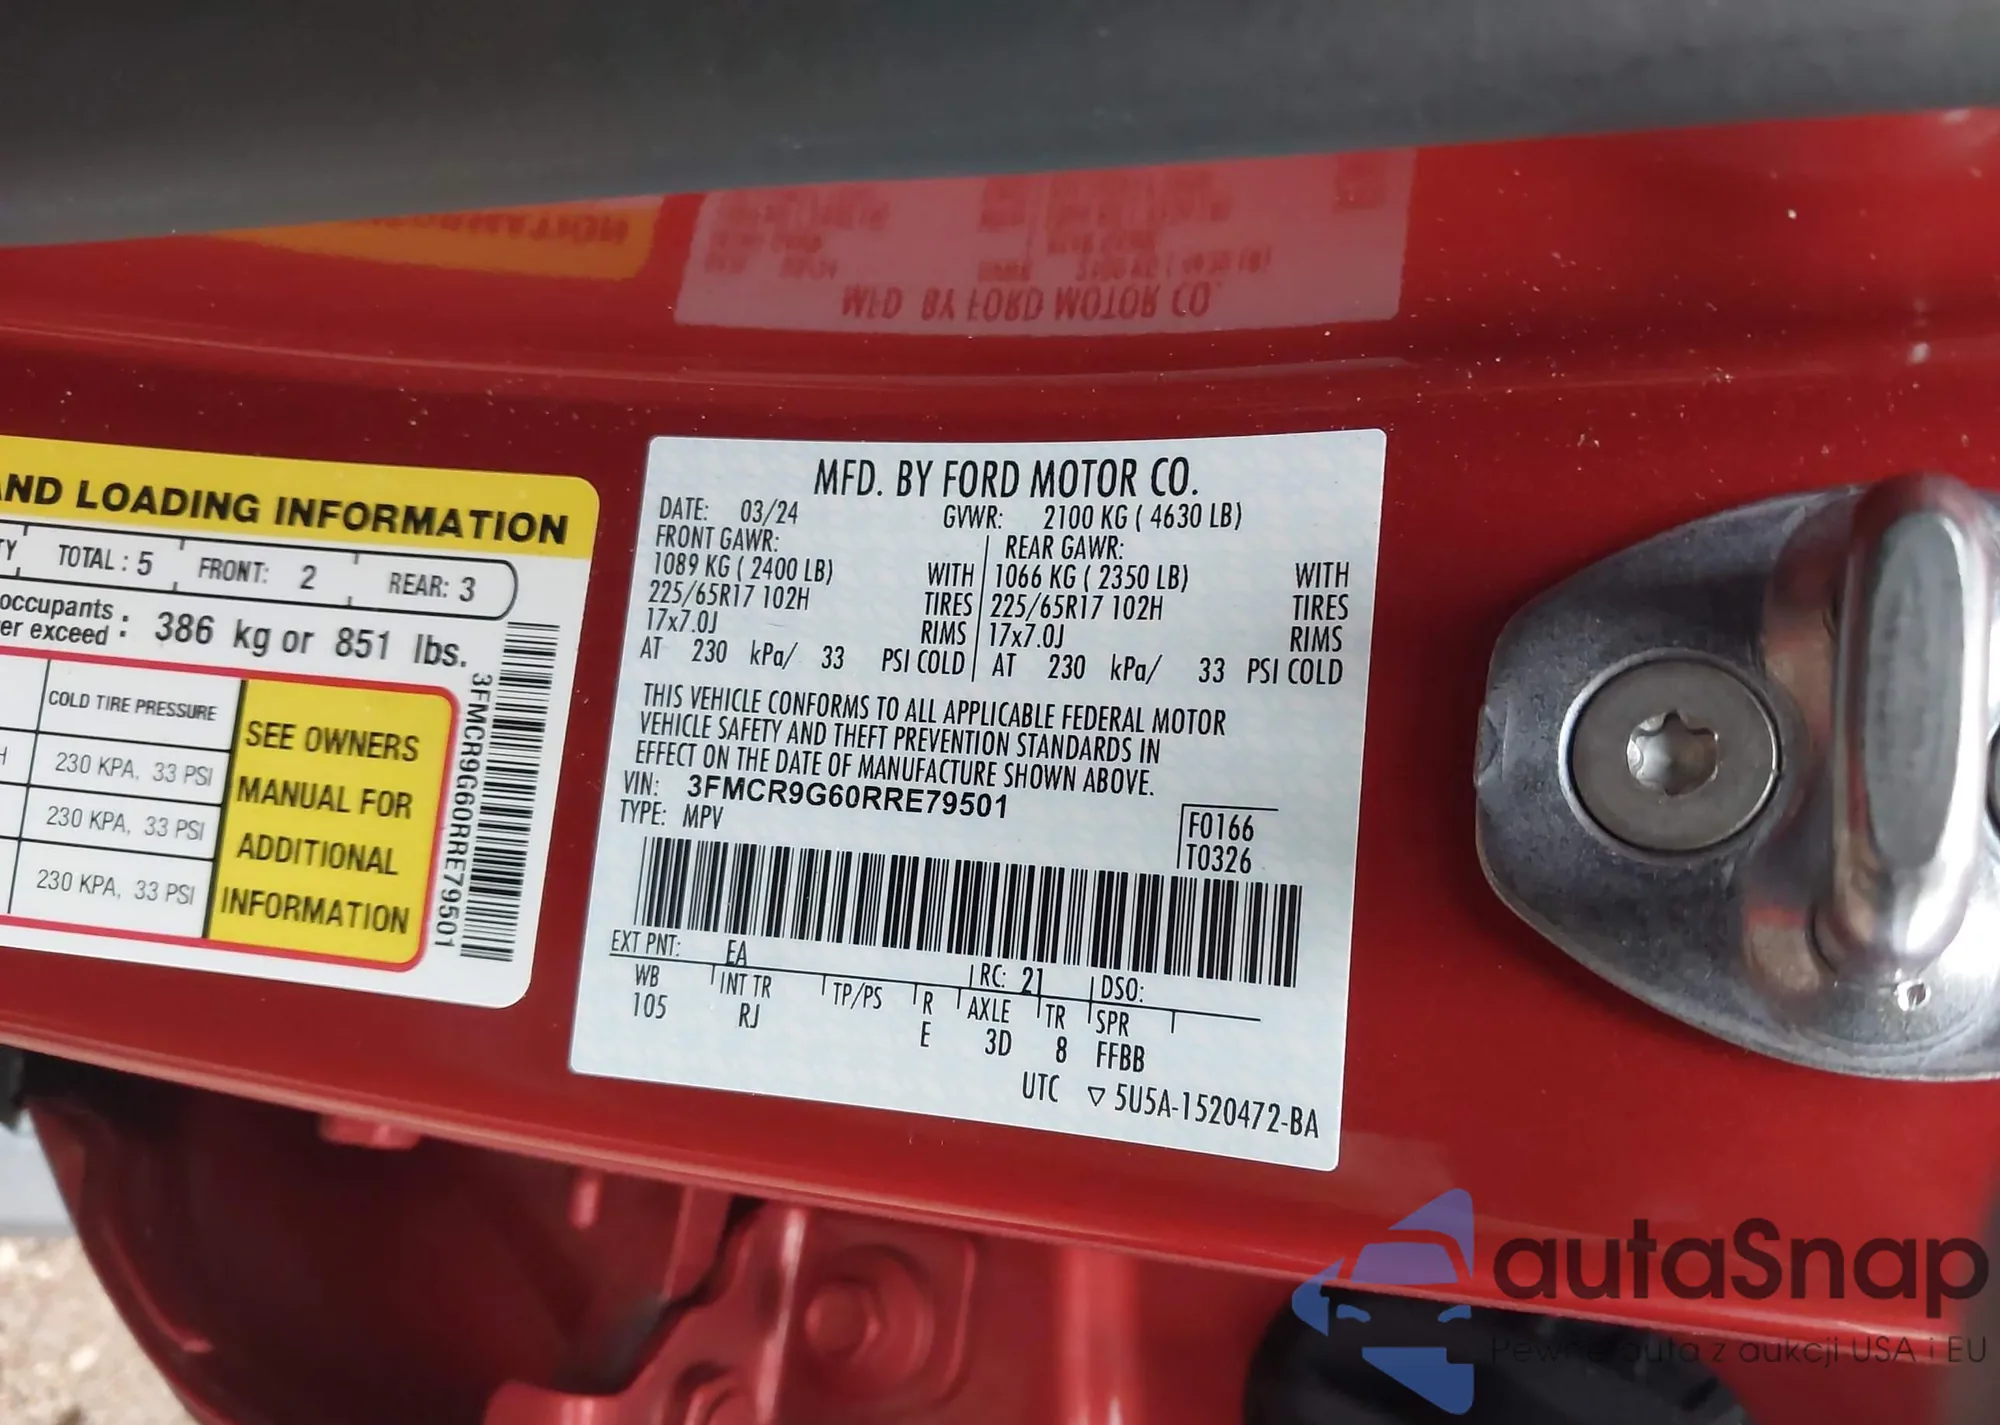 MFD. BY FORD MOTOR CO.
AND LOADING INFORMATION
TOTAL : 5 FRONT: 2 REAR: 3
occupants
er exceed : 386 kg or 851 lbs.
COLD TIRE PRESSURE
230 KPA, 33 PSI
230 KPA, 33 PSI
230 KPA, 33 PSI
SEE OWNERS
MANUAL FOR
ADDITIONAL
INFORMATION
3FMCR9G60RRE79501
MFD. BY FORD MOTOR CO.
DATE: 03/24 GVWR: 2100 KG ( 4630 LB)
FRONT GAWR: REAR GAWR:
1089 KG ( 2400 LB) WITH 1066 KG ( 2350 LB) WITH
225/65R17 102H TIRES 225/65R17 102H TIRES
17x7.0J RIMS 17x7.0J RIMS
AT 230 kPa/ 33 PSI COLD AT 230 kPa/ 33 PSI COLD
THIS VEHICLE CONFORMS TO ALL APPLICABLE FEDERAL MOTOR
VEHICLE SAFETY AND THEFT PREVENTION STANDARDS IN
EFFECT ON THE DATE OF MANUFACTURE SHOWN ABOVE.
VIN: 3FMCR9G60RRE79501
TYPE: MPV
F0166
T0326
EXT PNT: EA RC: 21 DSO:
WB INT TR TP/PS R AXLE TR SPR
105 RJ E 3D 8 FFBB
UTC ▽ 5U5A-1520472-BA
autaSnap
Pewne auta z aukcji USA i EU